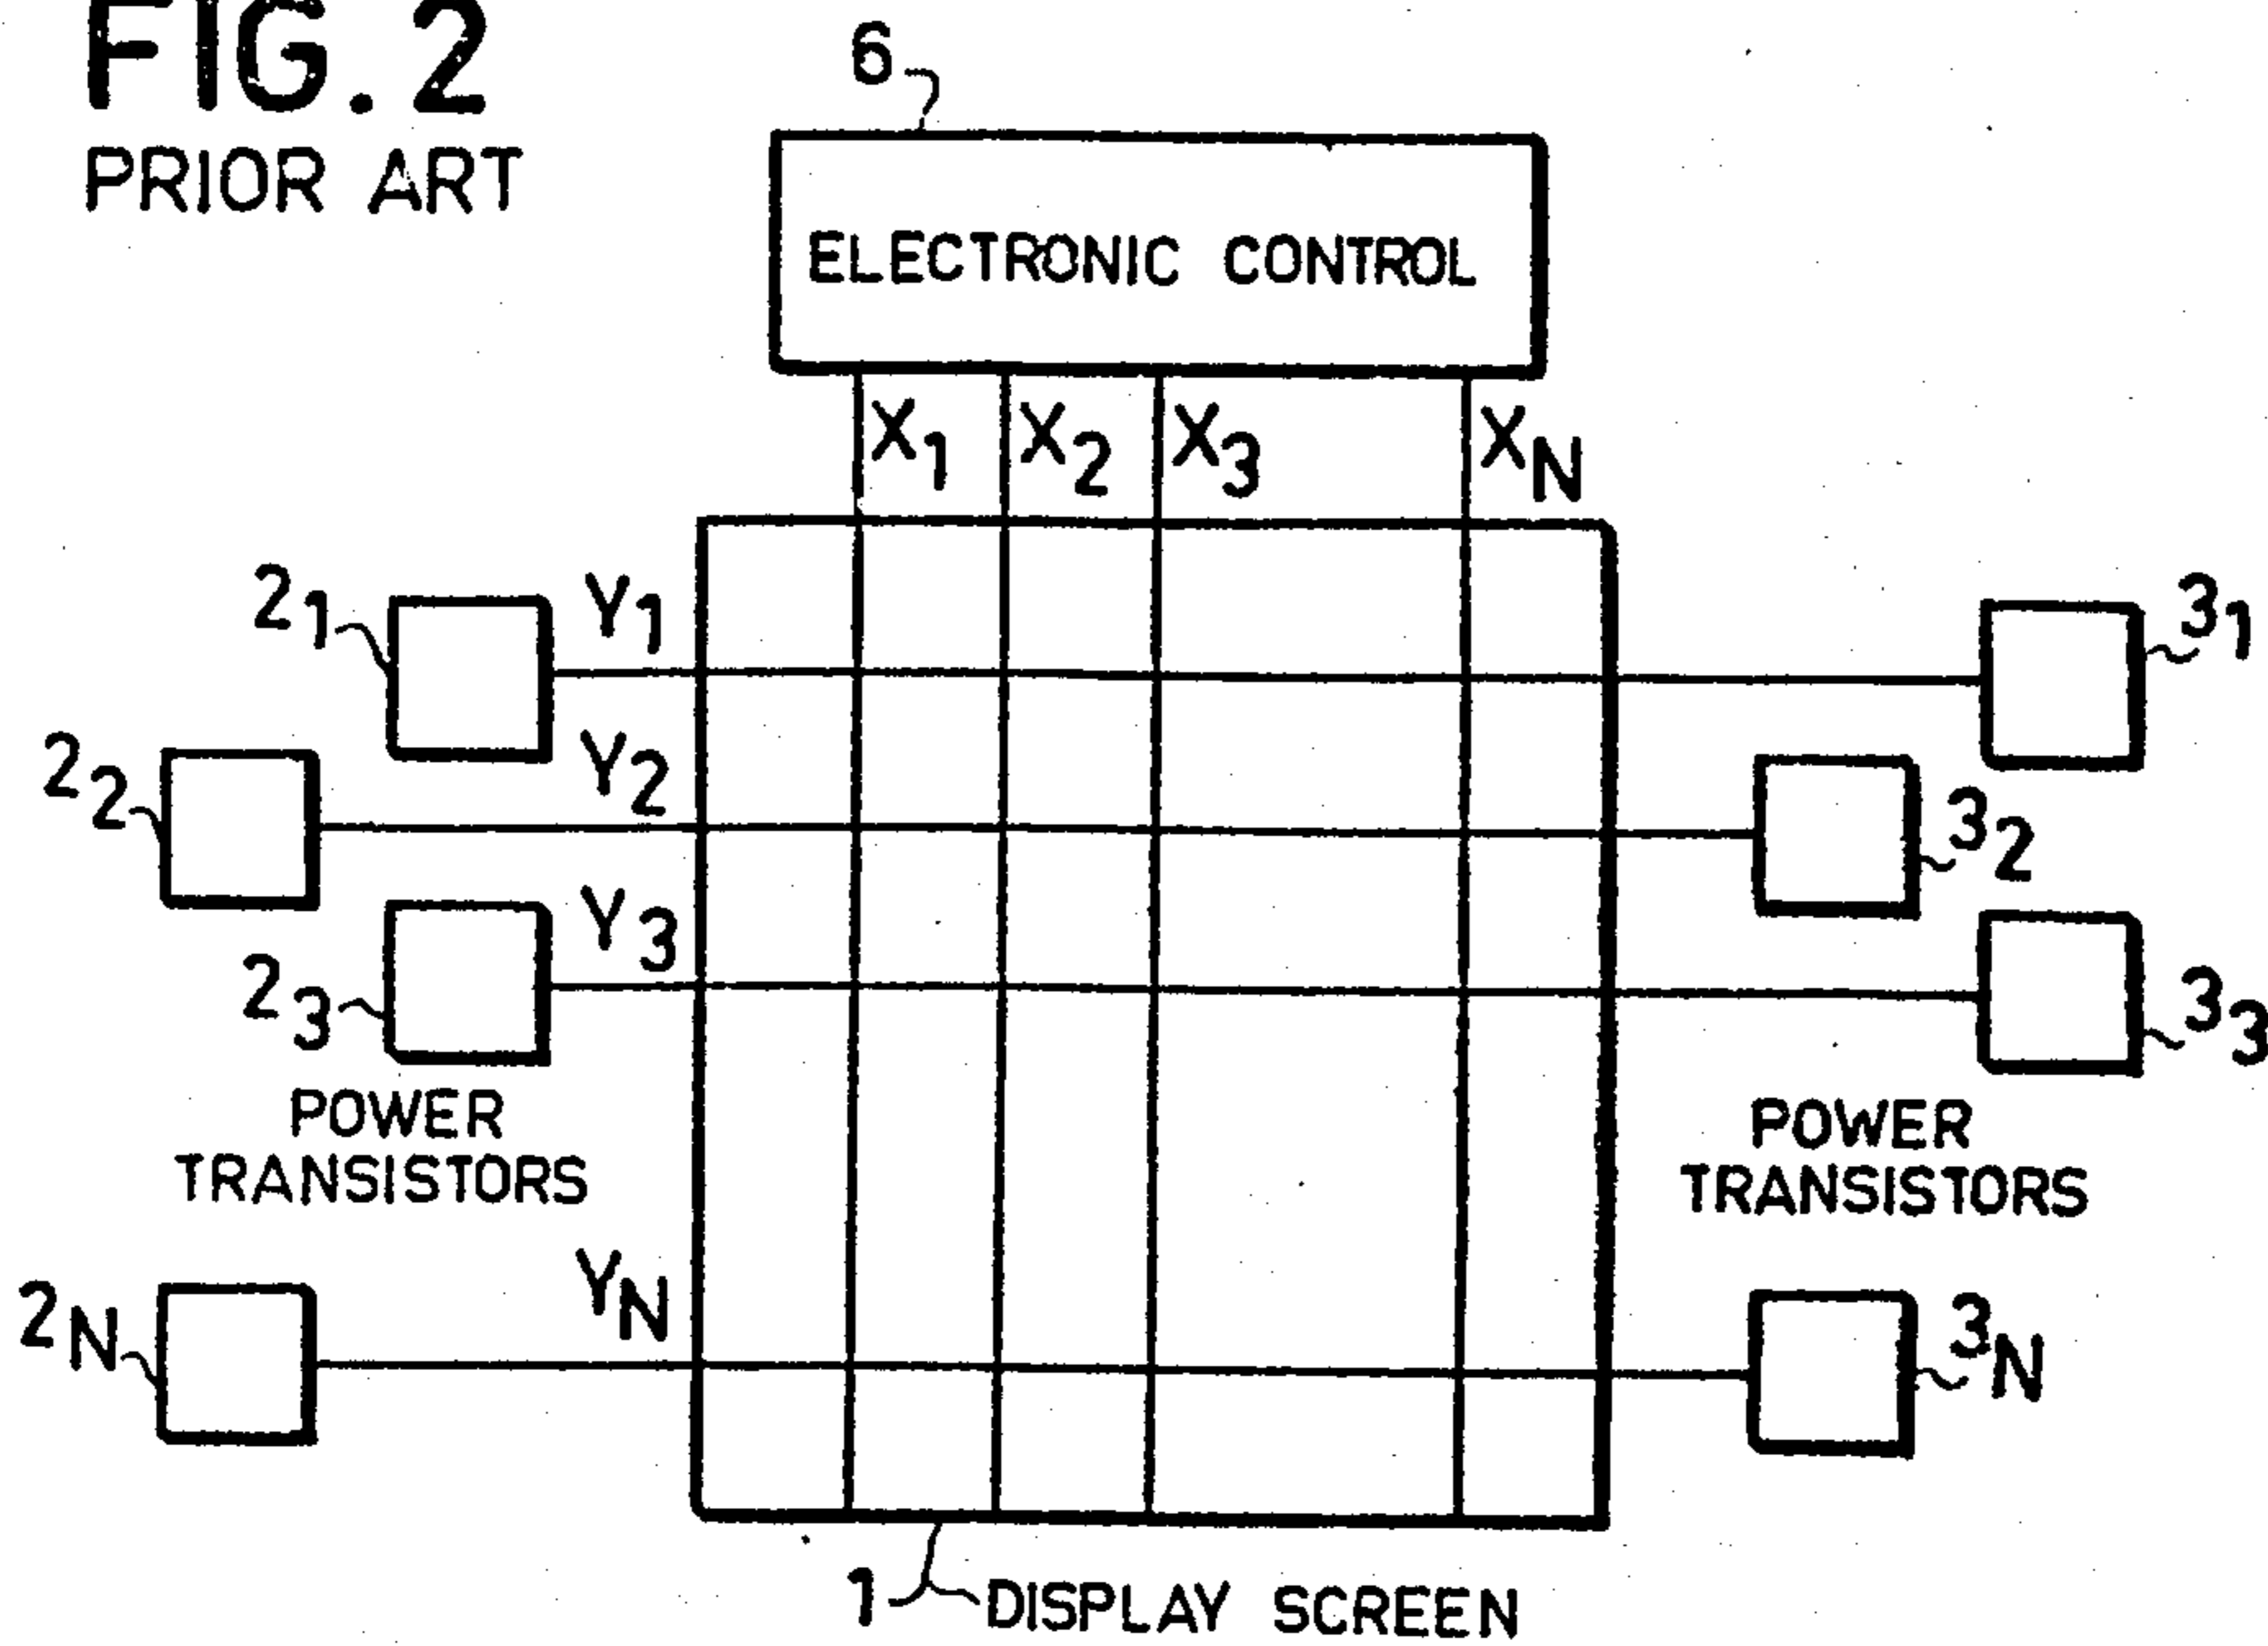 FIG. 2
PRIOR ART
6
ELECTRONIC CONTROL
X1 X2 X3 XN
21 Y1 31
22 Y2 32
23 Y3 33
POWER
TRANSISTORS
POWER
TRANSISTORS
2N YN 3N
1 DISPLAY SCREEN